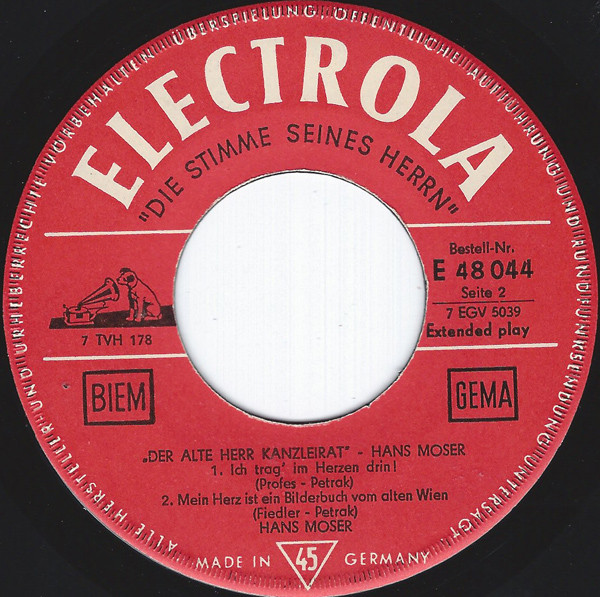 ALLE HERSTELLER- UND URHEBERRECHTE VORBEHALTEN ÜBERSPIELUNG, ÖFFENTLICHE AUFFÜHRUNG UND RUNDFUNKSENDUNG UNTERSAGT
ELECTROLA
"DIE STIMME SEINES HERRN"
Bestell-Nr.
E 48 044
Seite 2
7 EGV 5039
Extended play
7 TVH 178
BIEM
GEMA
„DER ALTE HERR KANZLEIRAT" - HANS MOSER
1. Ich trag' im Herzen drin!
(Profes - Petrak)
2. Mein Herz ist ein Bilderbuch vom alten Wien
(Fiedler - Petrak)
HANS MOSER
MADE IN 45 GERMANY